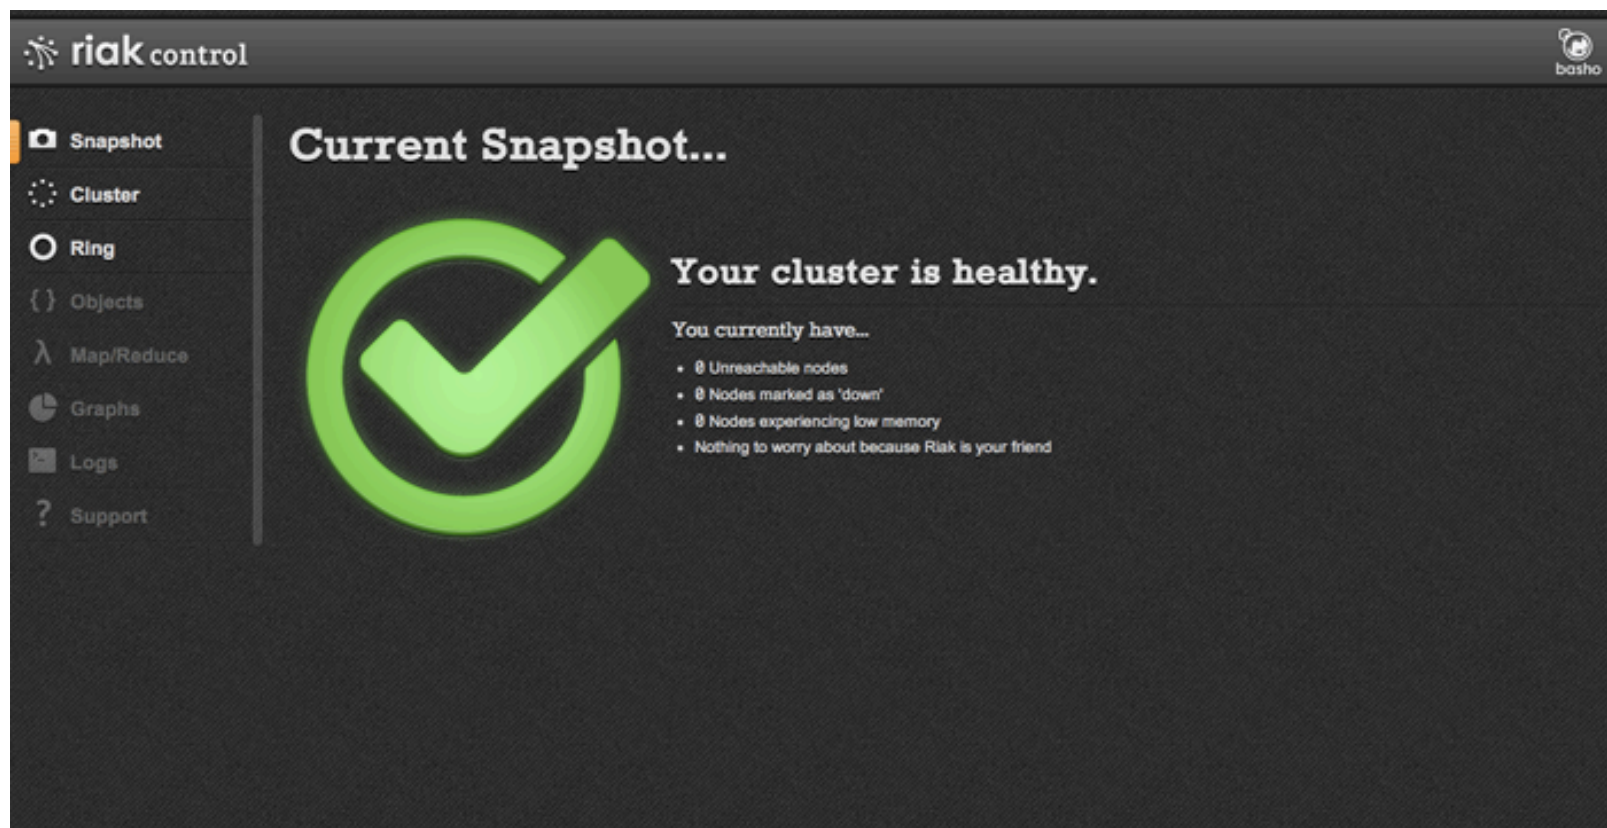 riak control
basho
Snapshot
Cluster
Ring
{ } Objects
λ Map/Reduce
Graphs
Logs
? Support
Current Snapshot...
Your cluster is healthy.
You currently have...
• 0 Unreachable nodes
• 0 Nodes marked as 'down'
• 0 Nodes experiencing low memory
• Nothing to worry about because Riak is your friend